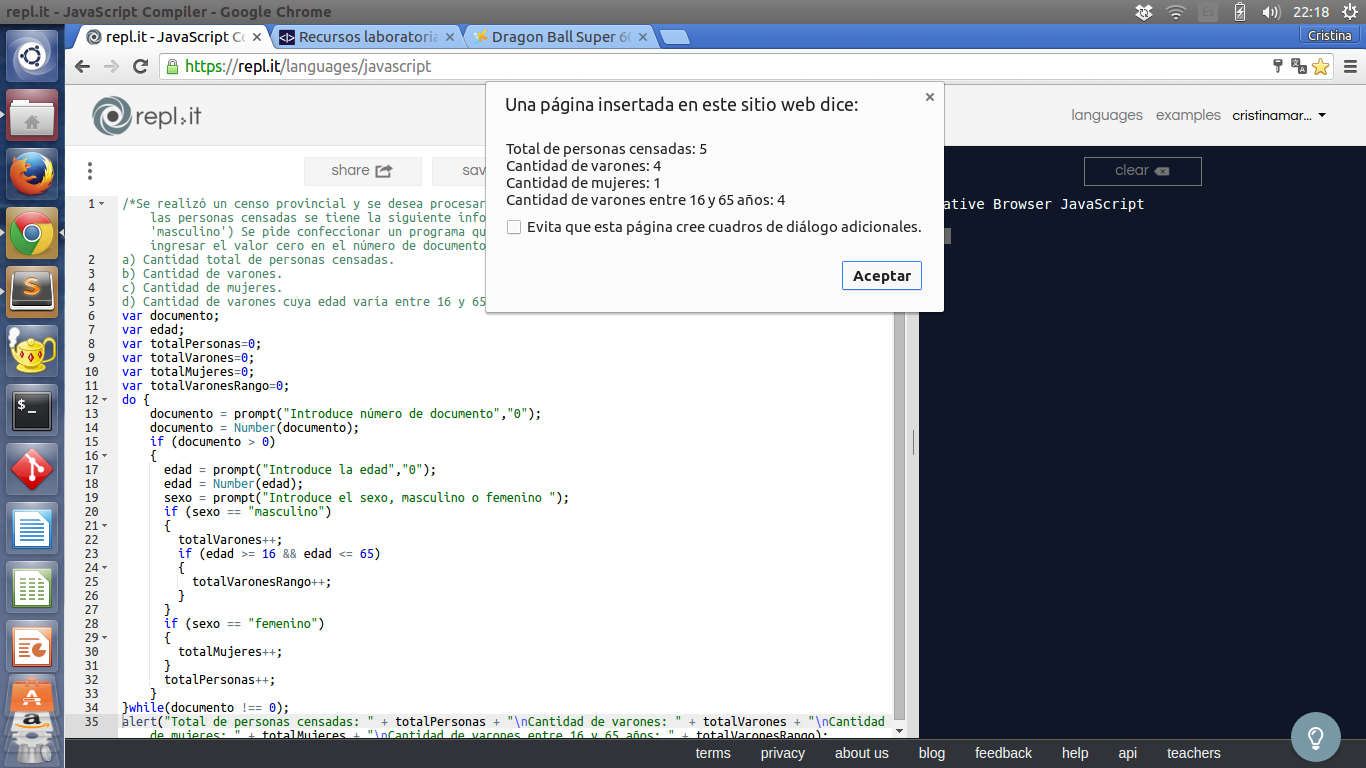 repl.it - JavaScript Compiler - Google Chrome
Es
22:18
repl.it - JavaScript Co
Recursos laboratoria
Dragon Ball Super 60
Cristina
https://repl.it/languages/javascript
repl.it
languages
examples
cristinamar...
share
sav
clear
Una página insertada en este sitio web dice:
Total de personas censadas: 5
Cantidad de varones: 4
Cantidad de mujeres: 1
Cantidad de varones entre 16 y 65 años: 4
Evita que esta página cree cuadros de diálogo adicionales.
Aceptar
ative Browser JavaScript
1 /*Se realizó un censo provincial y se desea procesar
las personas censadas se tiene la siguiente info
'masculino') Se pide confeccionar un programa qu
ingresar el valor cero en el número de documento
2 a) Cantidad total de personas censadas.
3 b) Cantidad de varones.
4 c) Cantidad de mujeres.
5 d) Cantidad de varones cuya edad varia entre 16 y 65
6 var documento;
7 var edad;
8 var totalPersonas=0;
9 var totalVarones=0;
10 var totalMujeres=0;
11 var totalVaronesRango=0;
12 do {
13 documento = prompt("Introduce número de documento","0");
14 documento = Number(documento);
15 if (documento > 0)
16 {
17 edad = prompt("Introduce la edad","0");
18 edad = Number(edad);
19 sexo = prompt("Introduce el sexo, masculino o femenino ");
20 if (sexo == "masculino")
21 {
22 totalVarones++;
23 if (edad >= 16 && edad <= 65)
24 {
25 totalVaronesRango++;
26 }
27 }
28 if (sexo == "femenino")
29 {
30 totalMujeres++;
31 }
32 totalPersonas++;
33 }
34 }while(documento !== 0);
35 alert("Total de personas censadas: " + totalPersonas + "\nCantidad de varones: " + totalVarones + "\nCantidad
de mujeres: " + totalMujeres + "\nCantidad de varones entre 16 y 65 años: " + totalVaronesRango);
terms
privacy
about us
blog
feedback
help
api
teachers